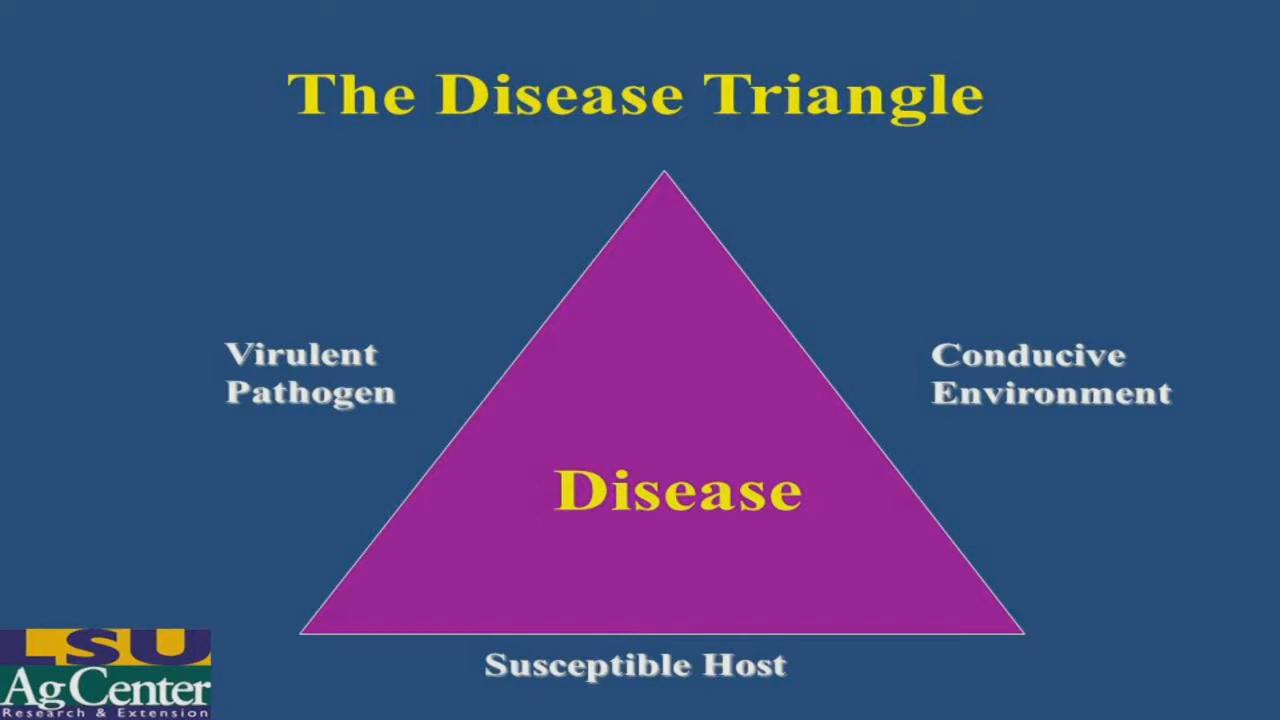 The Disease Triangle
Virulent
Pathogen
Conducive
Environment
Disease
Susceptible Host
LSU
AgCenter
Research & Extension